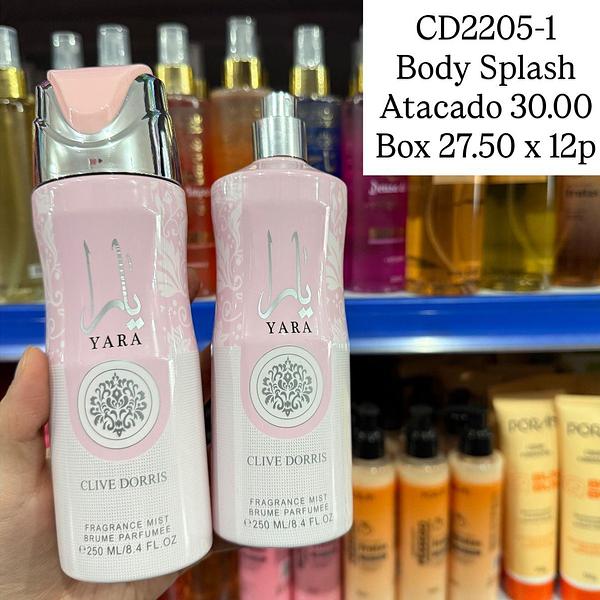 CD2205-1
Body Splash
Atacado 30.00
Box 27.50 x 12p
يارا
YARA
CLIVE DORRIS
FRAGRANCE MIST
BRUME PARFUMEE
℮250 ML/8.4 FL.OZ
يارا
YARA
CLIVE DORRIS
FRAGRANCE MIST
BRUME PARFUMEE
℮250 ML/8.4 FL.OZ